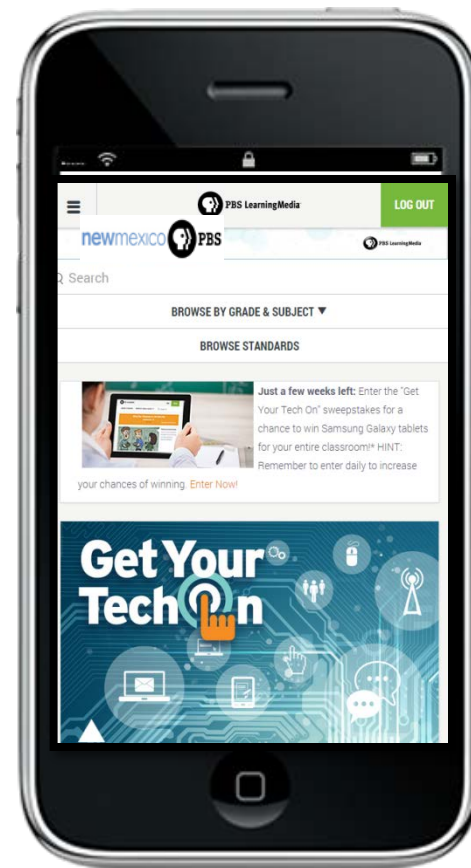 PBS LearningMedia
LOG OUT
newmexico PBS
PBS LearningMedia
Search
BROWSE BY GRADE & SUBJECT ▼
BROWSE STANDARDS
Just a few weeks left: Enter the "Get
Your Tech On" sweepstakes for a
chance to win Samsung Galaxy tablets
for your entire classroom!* HINT:
Remember to enter daily to increase
your chances of winning. Enter Now!
Get Your
Tech On